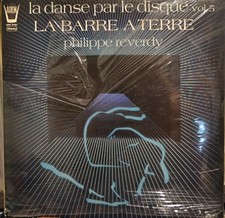 la danse par le disque vol.5
LA BARRE A TERRE
philippe reverdy